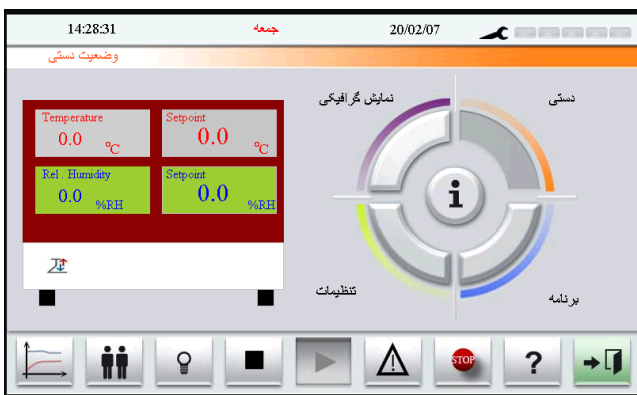 14:28:31 جمعه 20/02/07
وضعیت دستی
نمایش گرافیکی دستی
Temperature Setpoint
0.0 °C 0.0 °C
Rel . Humidity Setpoint
0.0 %RH 0.0 %RH
i
تنظیمات برنامه
STOP ?